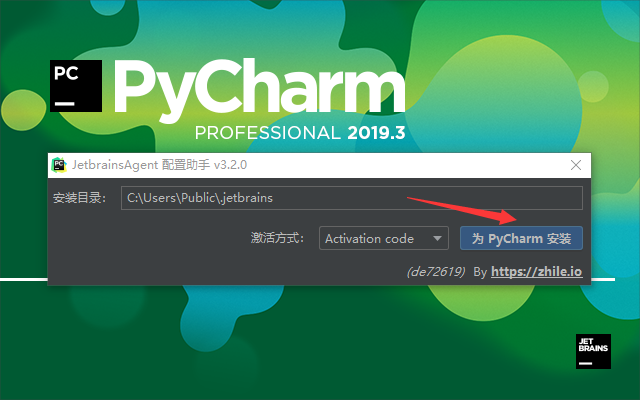 PC
PyCharm
PROFESSIONAL 2019.3
PC
JetbrainsAgent 配置助手 v3.2.0
安装目录：
C:\Users\Public\.jetbrains
激活方式：
Activation code
为 PyCharm 安装
(de72619) By https://zhile.io
JET
BRAINS